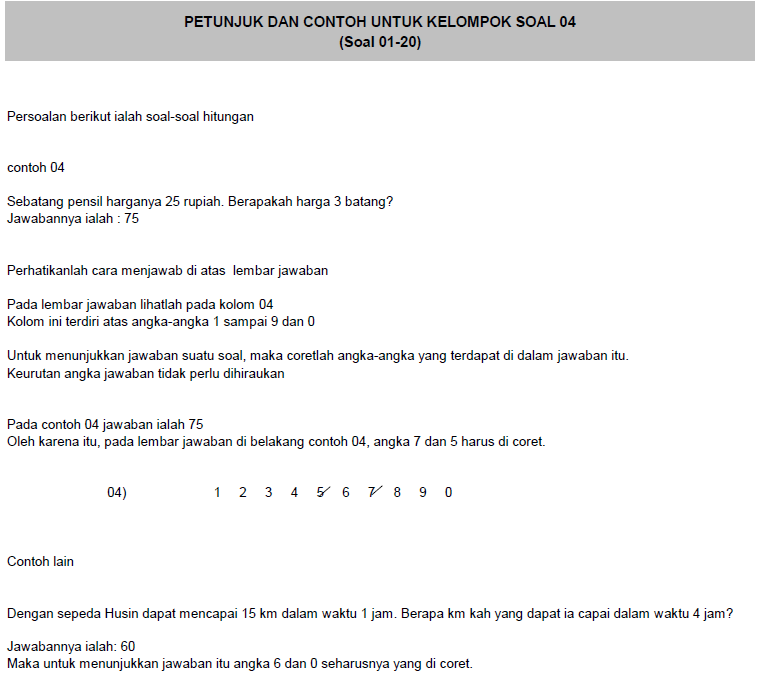 PETUNJUK DAN CONTOH UNTUK KELOMPOK SOAL 04
(Soal 01-20)
Persoalan berikut ialah soal-soal hitungan
contoh 04
Sebatang pensil harganya 25 rupiah. Berapakah harga 3 batang?
Jawabannya ialah : 75
Perhatikanlah cara menjawab di atas lembar jawaban
Pada lembar jawaban lihatlah pada kolom 04
Kolom ini terdiri atas angka-angka 1 sampai 9 dan 0
Untuk menunjukkan jawaban suatu soal, maka coretlah angka-angka yang terdapat di dalam jawaban itu.
Keurutan angka jawaban tidak perlu dihiraukan
Pada contoh 04 jawaban ialah 75
Oleh karena itu, pada lembar jawaban di belakang contoh 04, angka 7 dan 5 harus di coret.
04) 1 2 3 4 5 6 7 8 9 0
Contoh lain
Dengan sepeda Husin dapat mencapai 15 km dalam waktu 1 jam. Berapa km kah yang dapat ia capai dalam waktu 4 jam?
Jawabannya ialah: 60
Maka untuk menunjukkan jawaban itu angka 6 dan 0 seharusnya yang di coret.